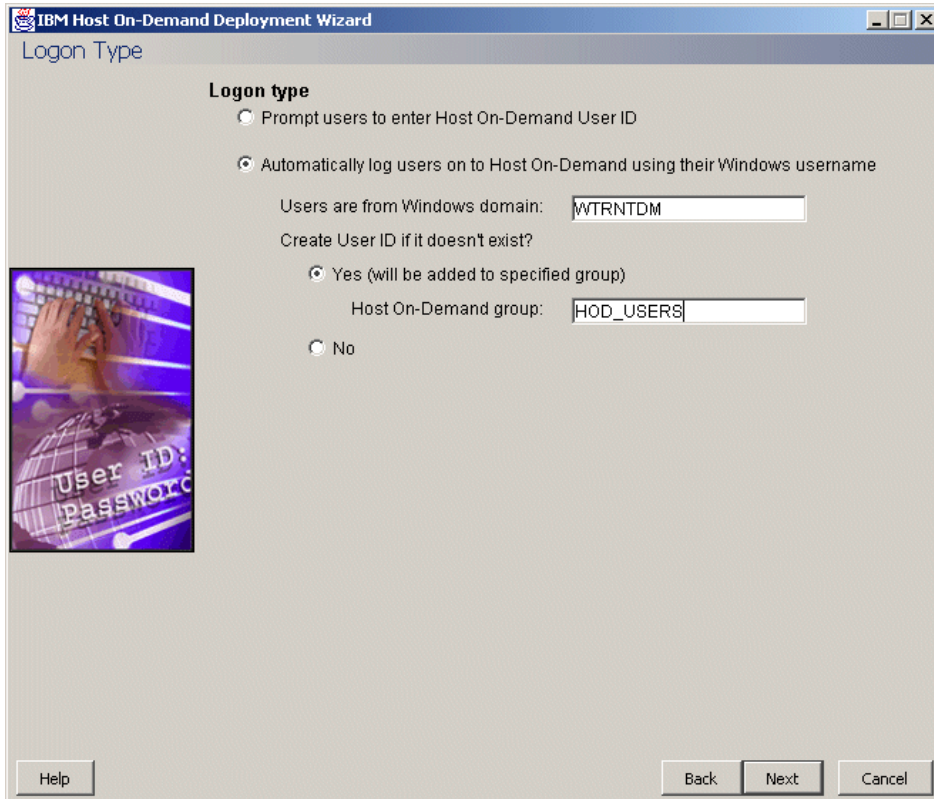 IBM Host On-Demand Deployment Wizard
Logon Type
Logon type
Prompt users to enter Host On-Demand User ID
Automatically log users on to Host On-Demand using their Windows username
Users are from Windows domain: WTRNTDM
Create User ID if it doesn't exist?
Yes (will be added to specified group)
Host On-Demand group: HOD_USERS
No
User ID:
Password
Help Back Next Cancel